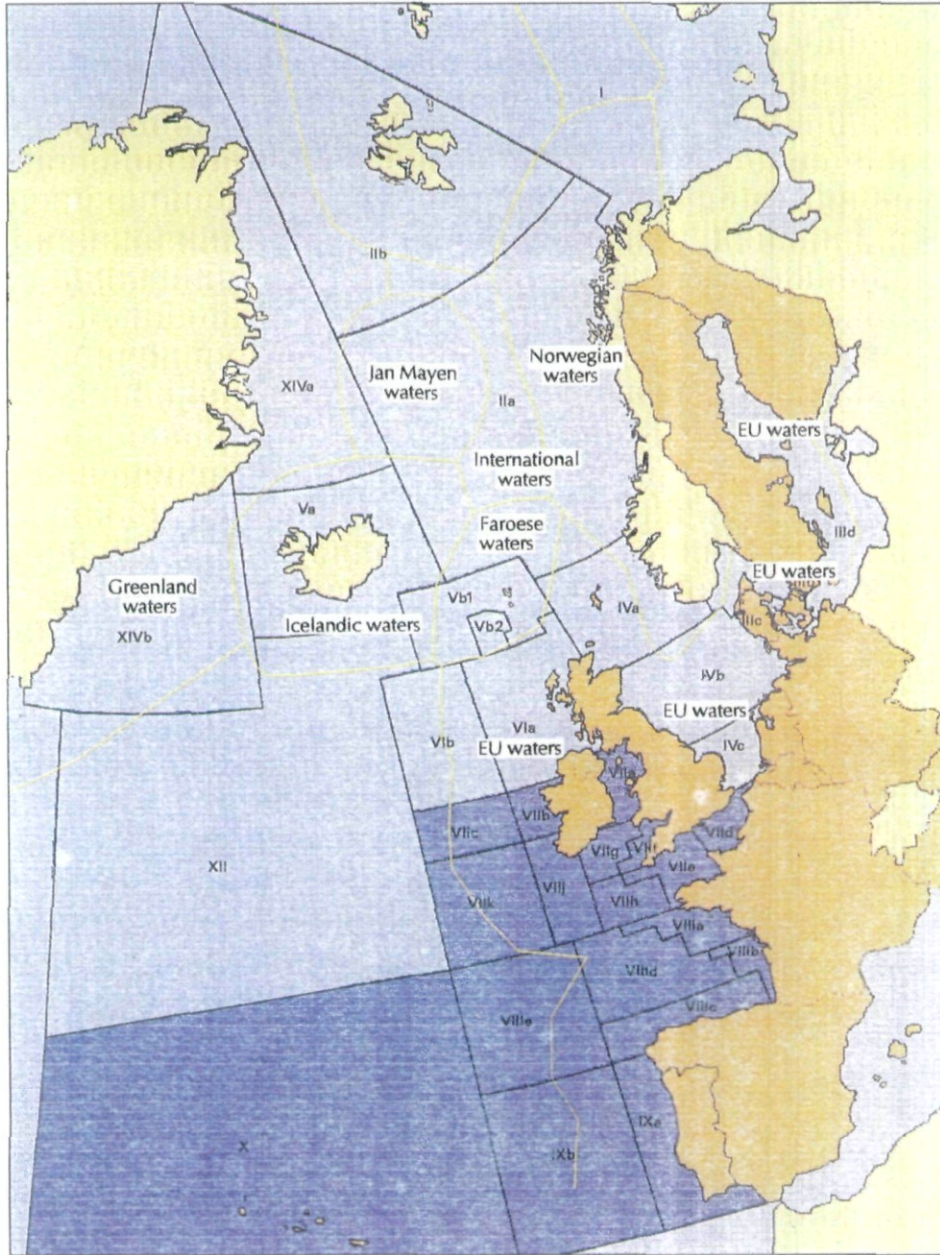 I
IIb
Norwegian
waters
Jan Mayen
waters
XIVa
IIa
EU waters
International
waters
Va
Faroese
waters
IIId
EU waters
Greenland
waters
XIVb
Vb1
IVa
Icelandic waters
Vb2
IVb
EU waters
VIa
VIb
EU waters
IVc
VIIa
VIIb
VIIc
VIId
VIIg
VIIe
XII
VIIj
VIIk
VIIh
VIIIa
VIIIb
VIIId
VIIIc
VIIIe
IXa
X
IXb